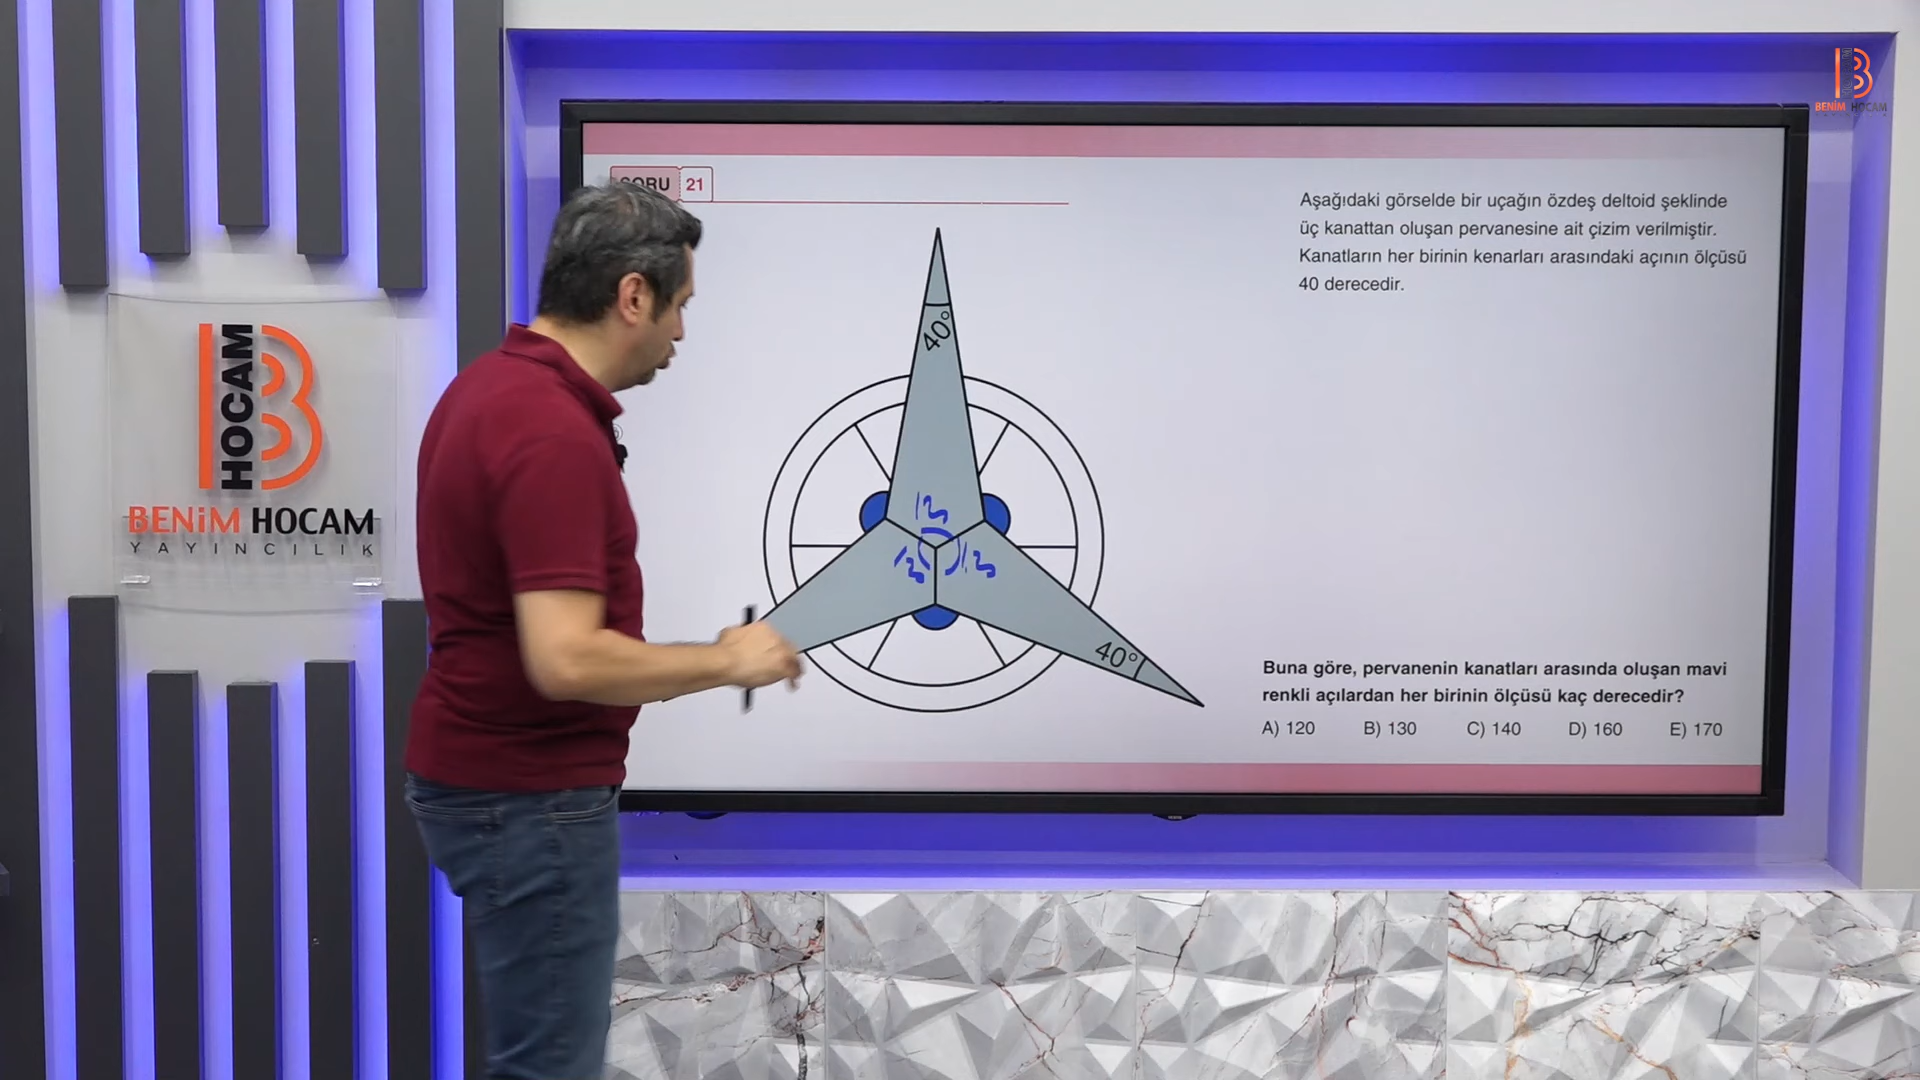 BENİM HOCAM
SORU 21
Aşağıdaki görselde bir uçağın özdeş deltoid şeklinde
üç kanattan oluşan pervanesine ait çizim verilmiştir.
Kanatların her birinin kenarları arasındaki açının ölçüsü
40 derecedir.
40°
HOCAM
BENİM HOCAM
YAYINCILIK
40°
Buna göre, pervanenin kanatları arasında oluşan mavi
renkli açılardan her birinin ölçüsü kaç derecedir?
A) 120 B) 130 C) 140 D) 160 E) 170